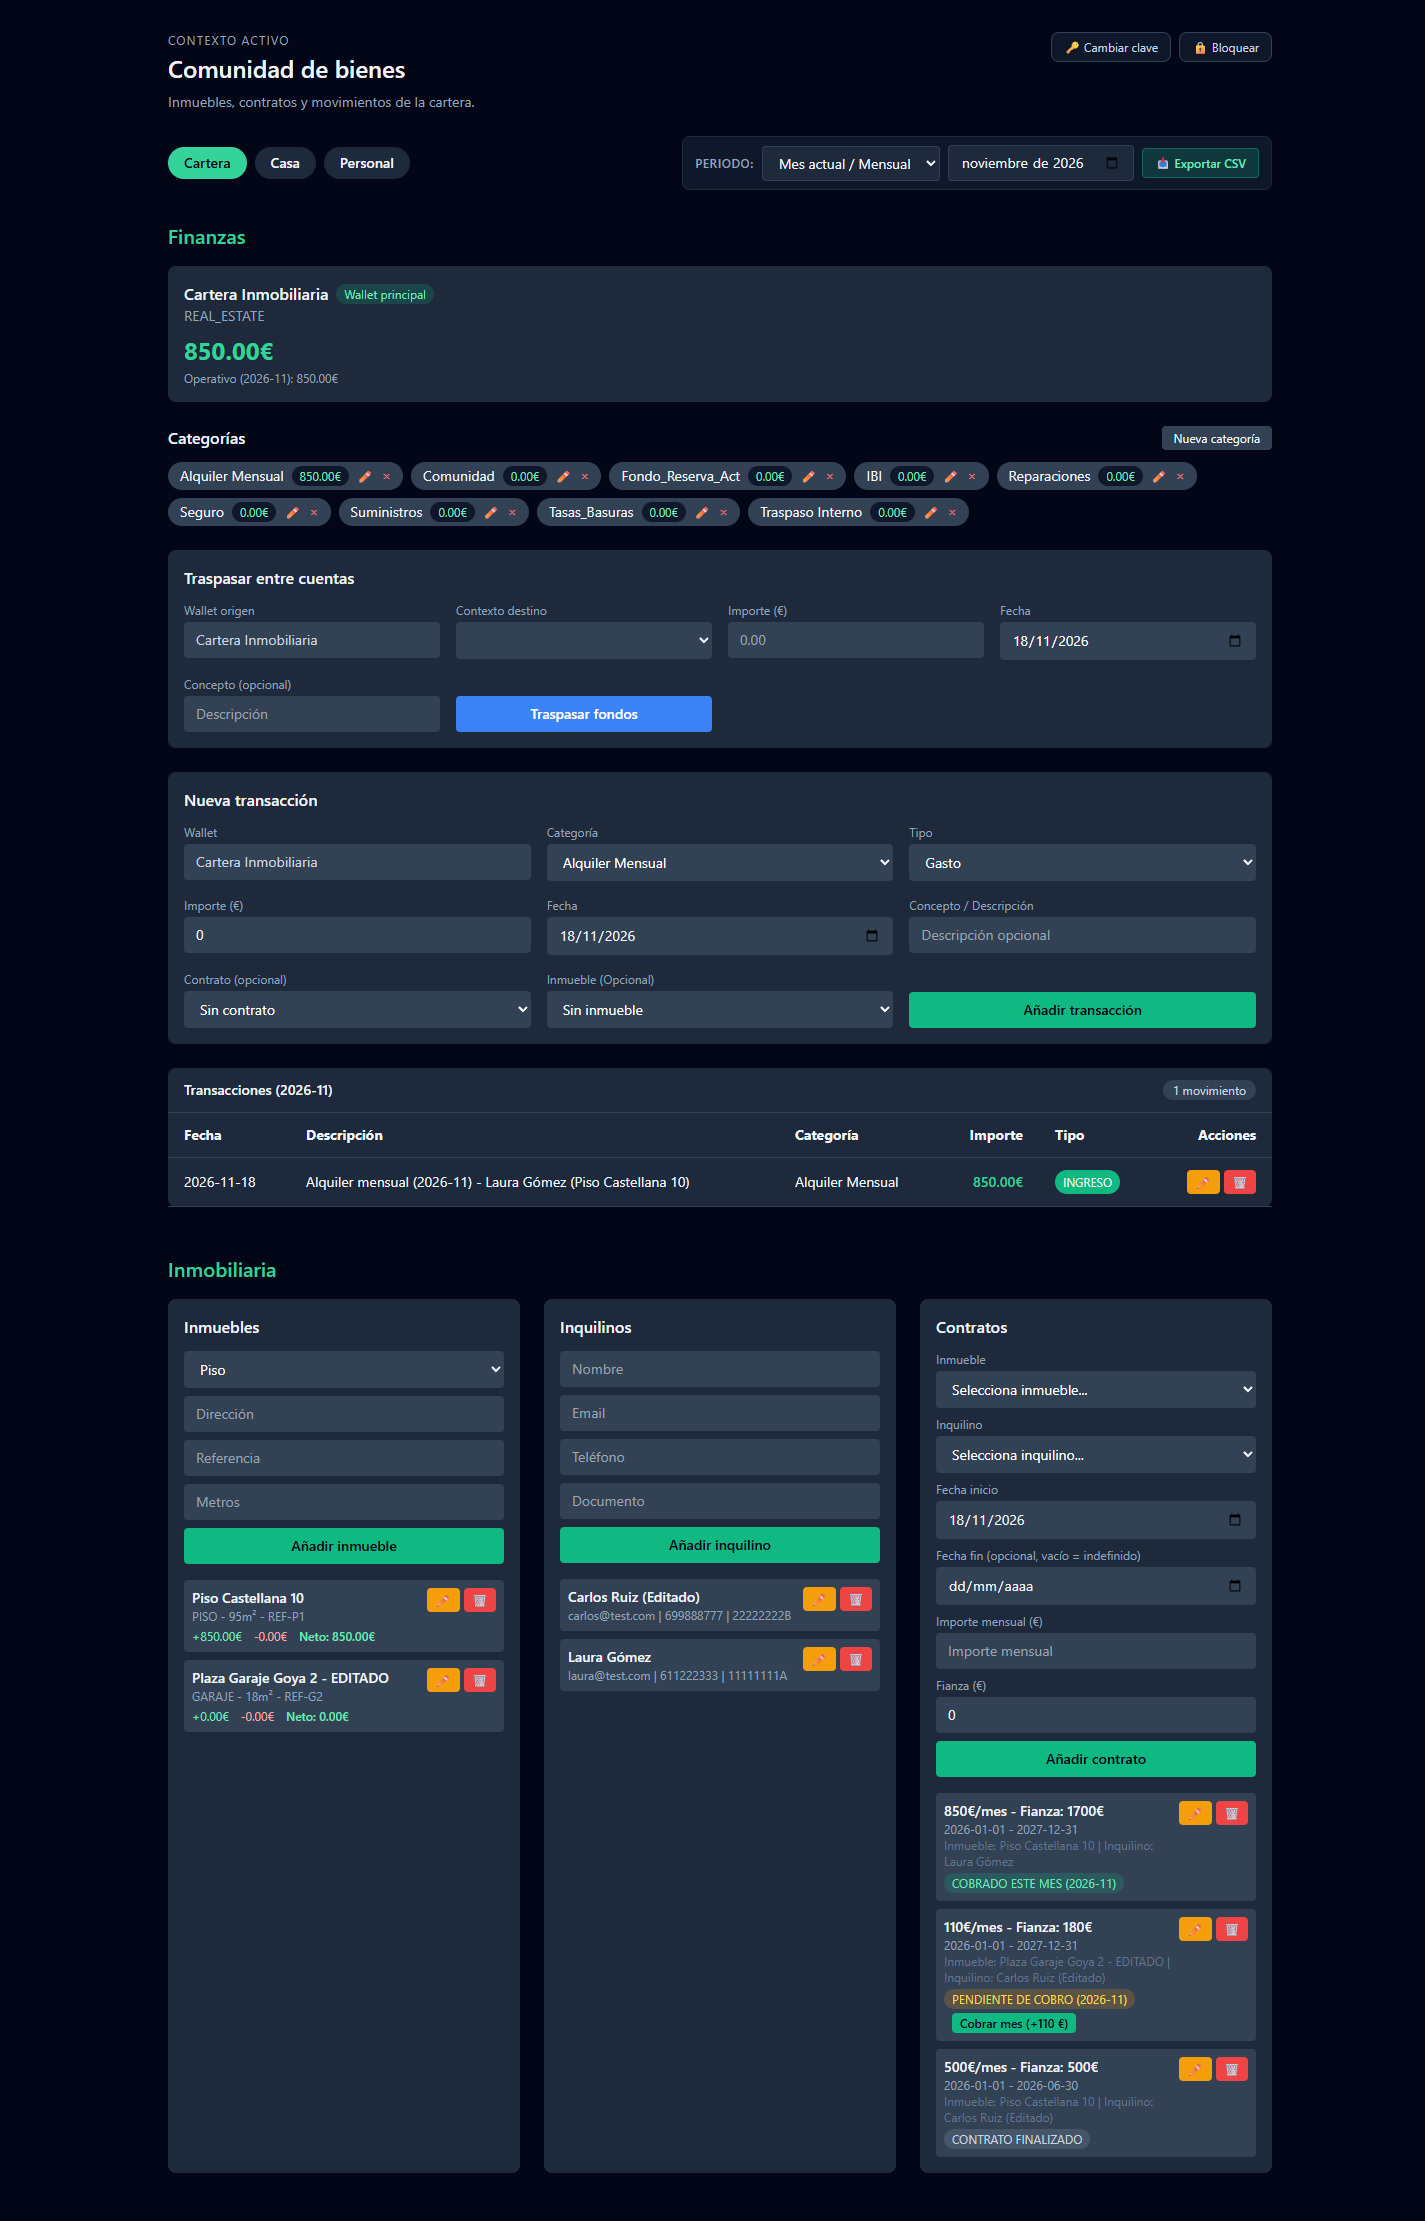 CONTEXTO ACTIVO
Comunidad de bienes
Inmuebles, contratos y movimientos de la cartera.
Cambiar clave
Bloquear
Cartera
Casa
Personal
PERIODO:
Mes actual / Mensual
noviembre de 2026
Exportar CSV
Finanzas
Cartera Inmobiliaria Wallet principal
REAL_ESTATE
850.00€
Operativo (2026-11): 850.00€
Categorías
Nueva categoría
Alquiler Mensual 850.00€ ×
Comunidad 0.00€ ×
Fondo_Reserva_Act 0.00€ ×
IBI 0.00€ ×
Reparaciones 0.00€ ×
Seguro 0.00€ ×
Suministros 0.00€ ×
Tasas_Basuras 0.00€ ×
Traspaso Interno 0.00€ ×
Traspasar entre cuentas
Wallet origen
Contexto destino
Importe (€)
Fecha
Cartera Inmobiliaria
0.00
18/11/2026
Concepto (opcional)
Descripción
Traspasar fondos
Nueva transacción
Wallet
Categoría
Tipo
Cartera Inmobiliaria
Alquiler Mensual
Gasto
Importe (€)
Fecha
Concepto / Descripción
0
18/11/2026
Descripción opcional
Contrato (opcional)
Inmueble (Opcional)
Sin contrato
Sin inmueble
Añadir transacción
Transacciones (2026-11)
1 movimiento
Fecha Descripción Categoría Importe Tipo Acciones
2026-11-18 Alquiler mensual (2026-11) - Laura Gómez (Piso Castellana 10) Alquiler Mensual 850.00€ INGRESO
Inmobiliaria
Inmuebles
Piso
Dirección
Referencia
Metros
Añadir inmueble
Piso Castellana 10
PISO - 95m² - REF-P1
+850.00€ -0.00€ Neto: 850.00€
Plaza Garaje Goya 2 - EDITADO
GARAJE - 18m² - REF-G2
+0.00€ -0.00€ Neto: 0.00€
Inquilinos
Nombre
Email
Teléfono
Documento
Añadir inquilino
Carlos Ruiz (Editado)
carlos@test.com | 699888777 | 22222222B
Laura Gómez
laura@test.com | 611222333 | 11111111A
Contratos
Inmueble
Selecciona inmueble...
Inquilino
Selecciona inquilino...
Fecha inicio
18/11/2026
Fecha fin (opcional, vacío = indefinido)
dd/mm/aaaa
Importe mensual (€)
Importe mensual
Fianza (€)
0
Añadir contrato
850€/mes - Fianza: 1700€
2026-01-01 - 2027-12-31
Inmueble: Piso Castellana 10 | Inquilino:
Laura Gómez
COBRADO ESTE MES (2026-11)
110€/mes - Fianza: 180€
2026-01-01 - 2027-12-31
Inmueble: Plaza Garaje Goya 2 - EDITADO |
Inquilino: Carlos Ruiz (Editado)
PENDIENTE DE COBRO (2026-11)
Cobrar mes (+110 €)
500€/mes - Fianza: 500€
2026-01-01 - 2026-06-30
Inmueble: Piso Castellana 10 | Inquilino:
Carlos Ruiz (Editado)
CONTRATO FINALIZADO